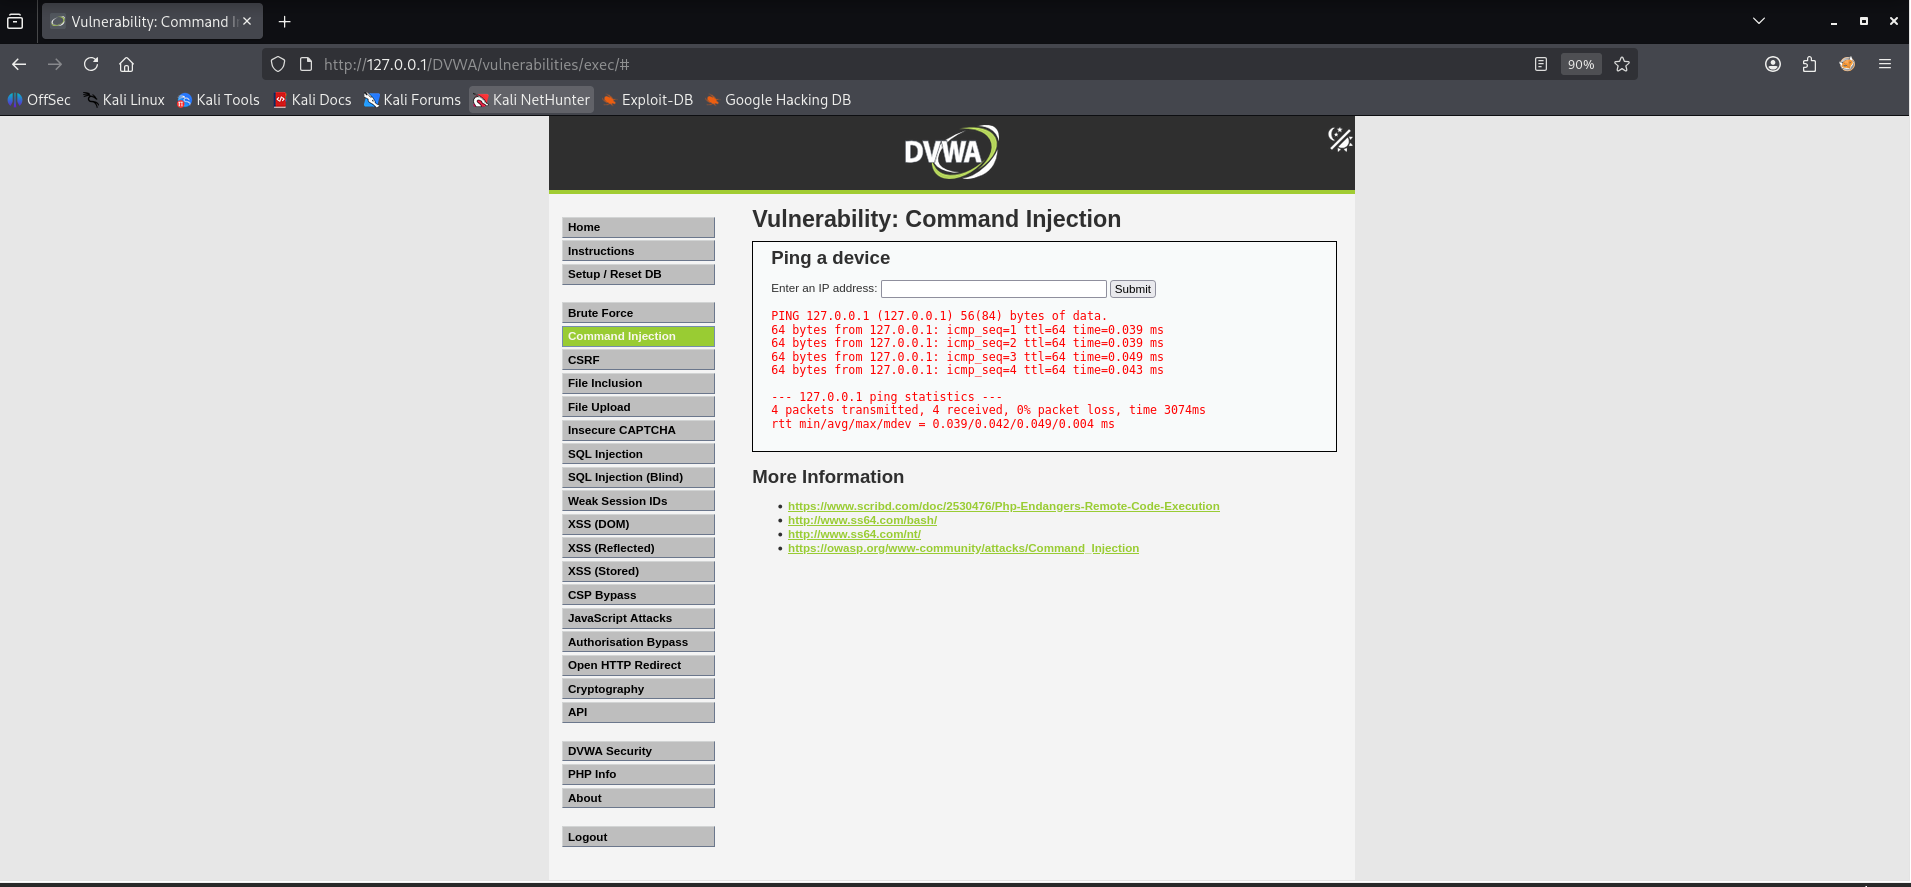 Vulnerability: Command I
http://127.0.0.1/DVWA/vulnerabilities/exec/#
90%
OffSec
Kali Linux
Kali Tools
Kali Docs
Kali Forums
Kali NetHunter
Exploit-DB
Google Hacking DB
DVWA
Home
Instructions
Setup / Reset DB
Brute Force
Command Injection
CSRF
File Inclusion
File Upload
Insecure CAPTCHA
SQL Injection
SQL Injection (Blind)
Weak Session IDs
XSS (DOM)
XSS (Reflected)
XSS (Stored)
CSP Bypass
JavaScript Attacks
Authorisation Bypass
Open HTTP Redirect
Cryptography
API
DVWA Security
PHP Info
About
Logout
Vulnerability: Command Injection
Ping a device
Enter an IP address:
Submit
PING 127.0.0.1 (127.0.0.1) 56(84) bytes of data.
64 bytes from 127.0.0.1: icmp_seq=1 ttl=64 time=0.039 ms
64 bytes from 127.0.0.1: icmp_seq=2 ttl=64 time=0.039 ms
64 bytes from 127.0.0.1: icmp_seq=3 ttl=64 time=0.049 ms
64 bytes from 127.0.0.1: icmp_seq=4 ttl=64 time=0.043 ms
--- 127.0.0.1 ping statistics ---
4 packets transmitted, 4 received, 0% packet loss, time 3074ms
rtt min/avg/max/mdev = 0.039/0.042/0.049/0.004 ms
More Information
https://www.scribd.com/doc/2530476/Php-Endangers-Remote-Code-Execution
http://www.ss64.com/bash/
http://www.ss64.com/nt/
https://owasp.org/www-community/attacks/Command_Injection